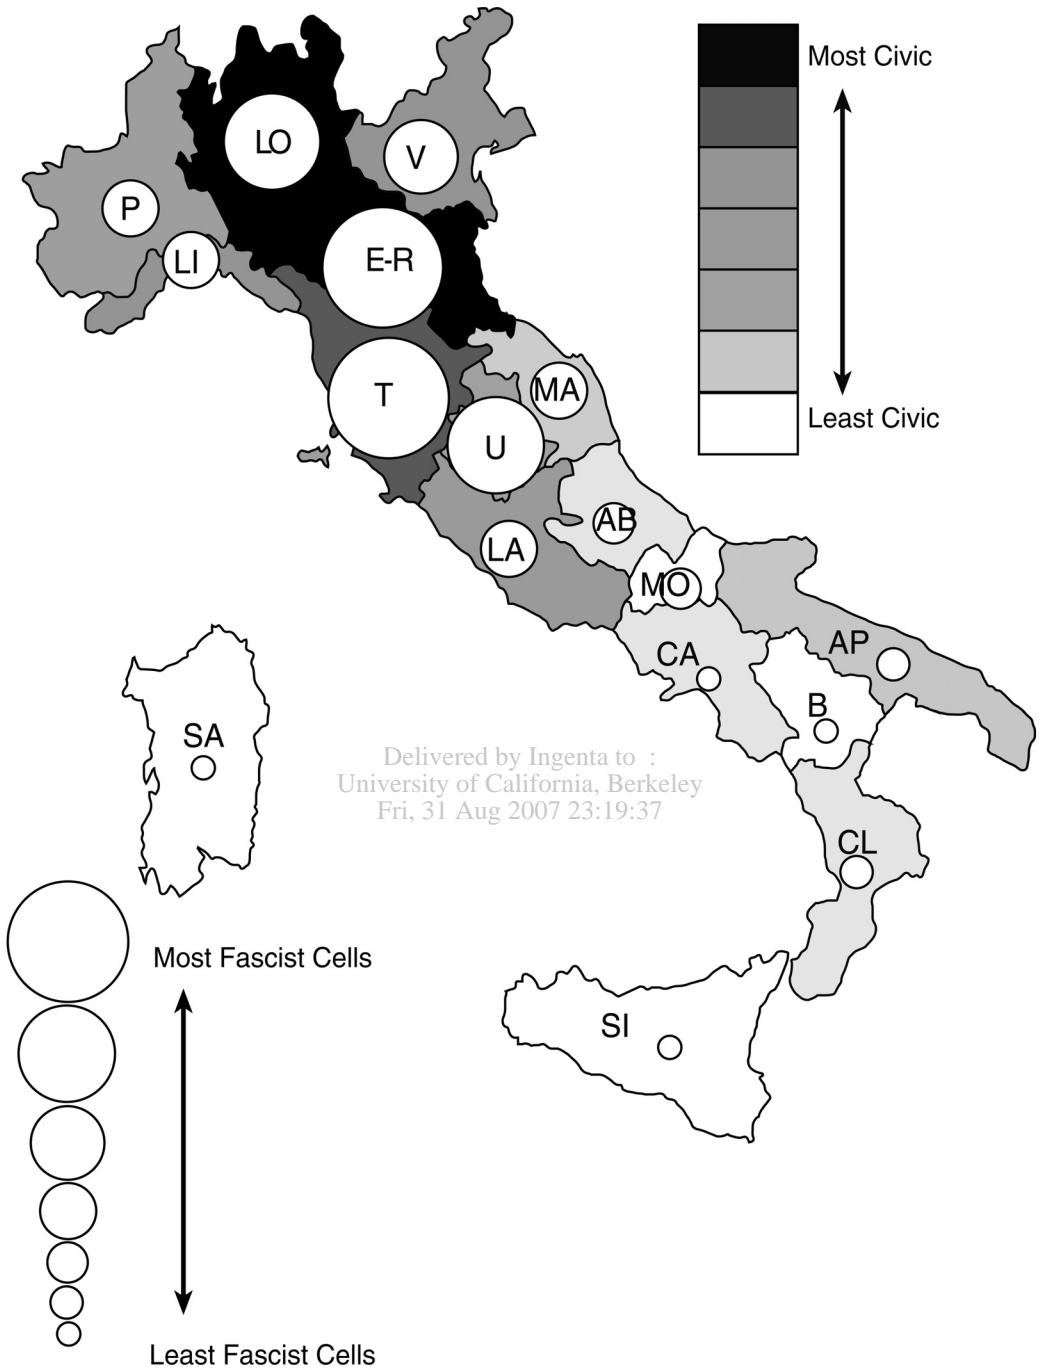 Most Civic
LO
V
P
LI
E-R
T
MA
Least Civic
U
AB
LA
MO
AP
CA
B
SA
Delivered by Ingenta to :
University of California, Berkeley
Fri, 31 Aug 2007 23:19:37
CL
Most Fascist Cells
SI
Least Fascist Cells